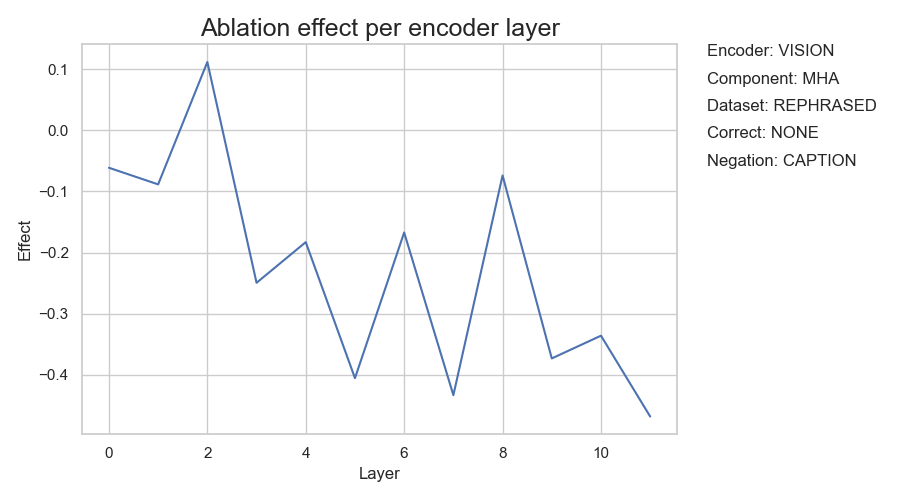 Ablation effect per encoder layer
Encoder: VISION
Component: MHA
Dataset: REPHRASED
Correct: NONE
Negation: CAPTION
Effect
0.1
0.0
−0.1
−0.2
−0.3
−0.4
0 2 4 6 8 10
Layer